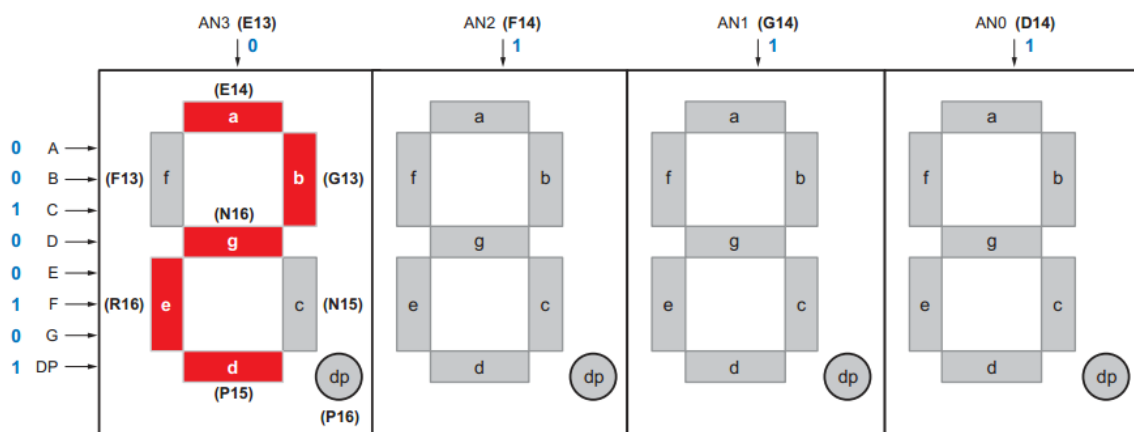 AN3 (E13) AN2 (F14) AN1 (G14) AN0 (D14)
0 1 1 1
(E14)
a a a a
0 A
0 B (F13) f b (G13) f b f b f b
1 C
(N16)
0 D g g g g
0 E
1 F (R16) e c (N15) e c e c e c
0 G
1 DP d dp d dp d dp d dp
(P15)
(P16)